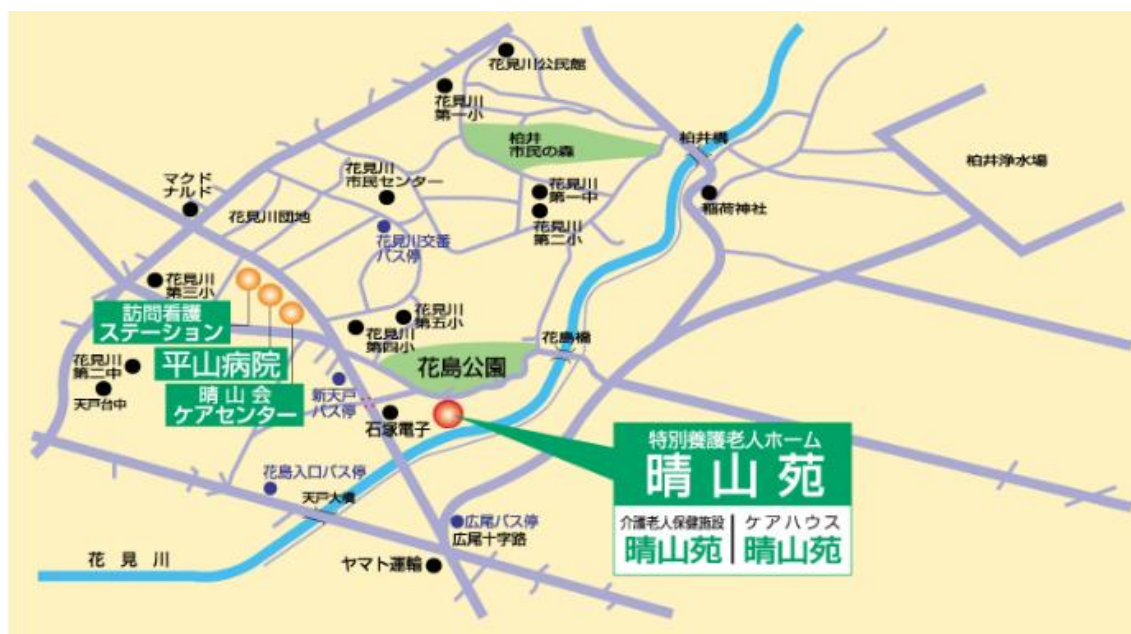 花見川公民館
花見川
第一小
柏井
市民の森
柏井橋
柏井浄水場
マクド
ナルド
花見川
市民センター
花見川団地
花見川
第一中
花見川
第二小
稲荷神社
花見川交番
バス停
花見川
第三小
訪問看護
ステーション
平山病院
晴山会
ケアセンター
花見川
第五小
花見川
第四小
花島橋
花島公園
花見川
第二中
天戸台中
新天戸
バス停
石塚電子
特別養護老人ホーム
晴山苑
介護老人保健施設
晴山苑
ケアハウス
晴山苑
花島入口バス停
天戸大橋
広尾バス停
広尾十字路
花見川
ヤマト運輸